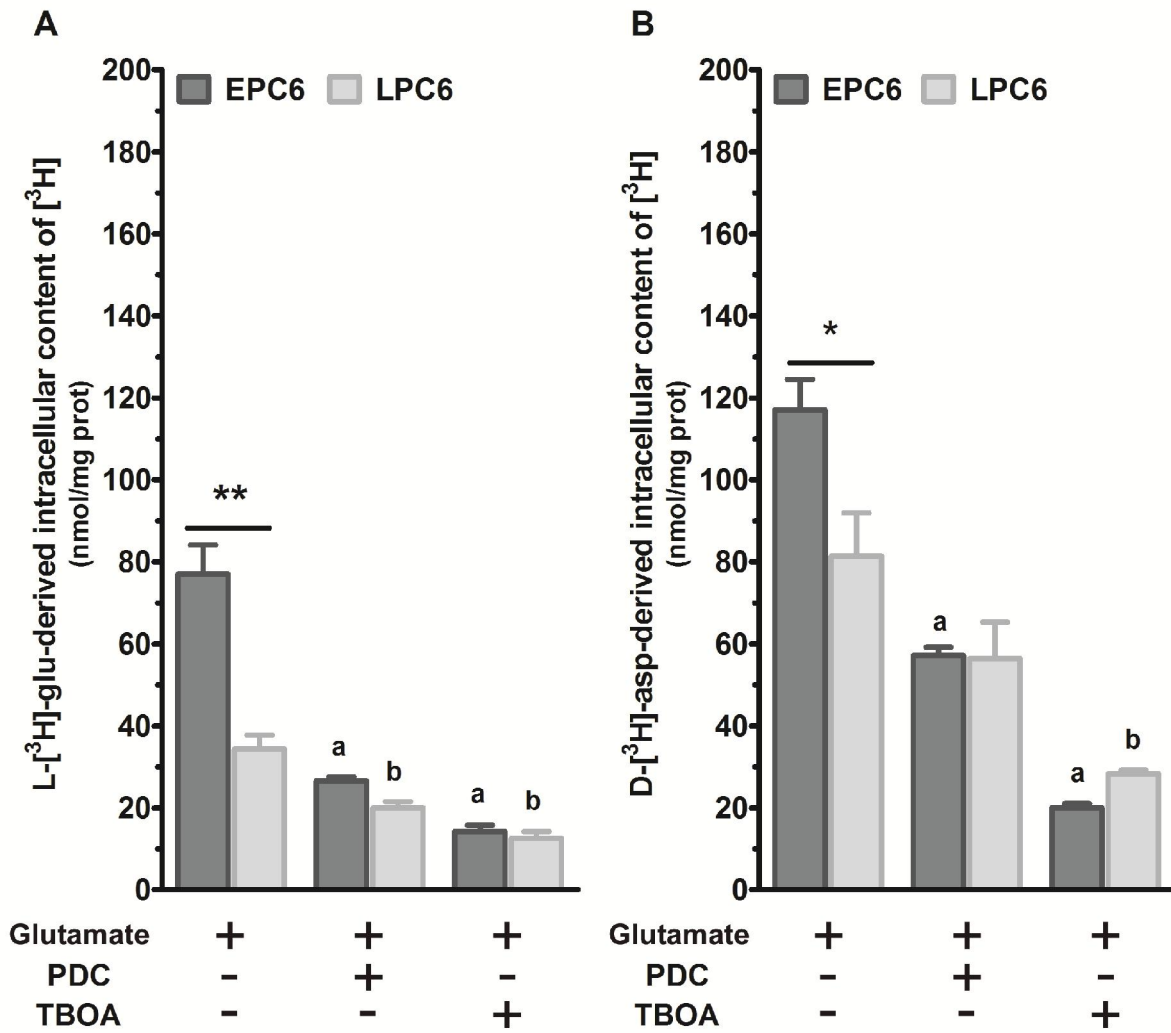 A
L-[³H]-glu-derived intracellular content of [³H]
(nmol/mg prot)
200
180
160
140
120
100
80
60
40
20
0
EPC6 LPC6
**
a
b
a
b
Glutamate + + +
PDC - + -
TBOA - - +
B
D-[³H]-asp-derived intracellular content of [³H]
(nmol/mg prot)
200
180
160
140
120
100
80
60
40
20
0
EPC6 LPC6
*
a
a
b
Glutamate + + +
PDC - + -
TBOA - - +